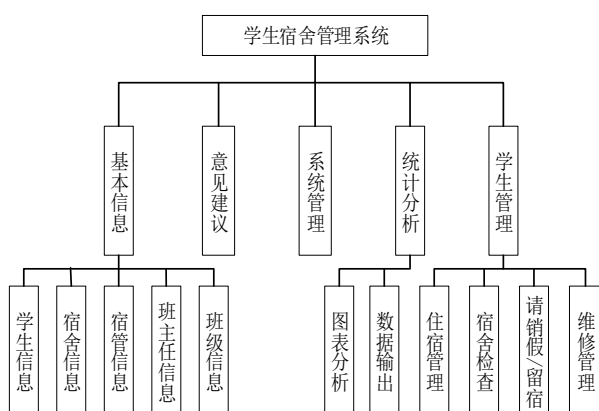 学生宿舍管理系统
基本信息
意见建议
系统管理
统计分析
学生管理
学生信息
宿舍信息
宿管信息
班主任信息
班级信息
图表分析
数据输出
住宿管理
宿舍检查
请销假/留宿
维修管理